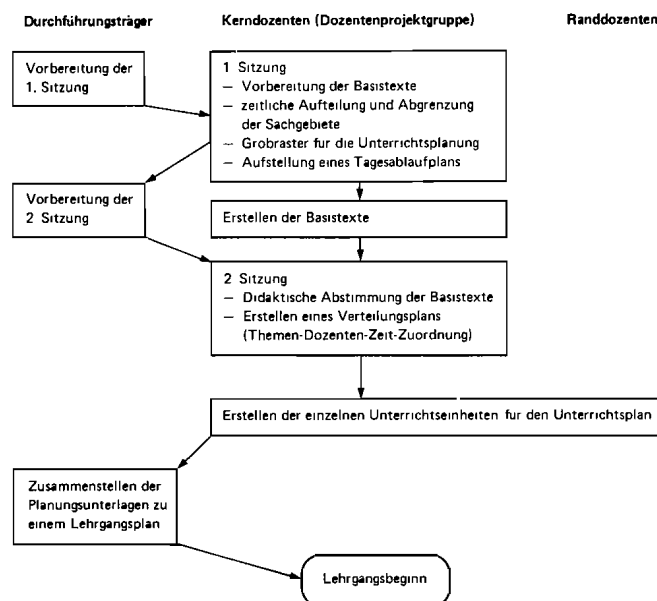 Durchführungsträger
Kerndozenten (Dozentenprojektgruppe)
Randdozenten
Vorbereitung der
1. Sitzung
1 Sitzung
– Vorbereitung der Basistexte
– zeitliche Aufteilung und Abgrenzung
der Sachgebiete
– Grobraster fur die Unterrichtsplanung
– Aufstellung eines Tagesablaufplans
Vorbereitung der
2 Sitzung
Erstellen der Basistexte
2 Sitzung
– Didaktische Abstimmung der Basistexte
– Erstellen eines Verteilungsplans
(Themen-Dozenten-Zeit-Zuordnung)
Erstellen der einzelnen Unterrichtseinheiten fur den Unterrichtsplan
Zusammenstellen der
Planungsunterlagen zu
einem Lehrgangsplan
Lehrgangsbeginn